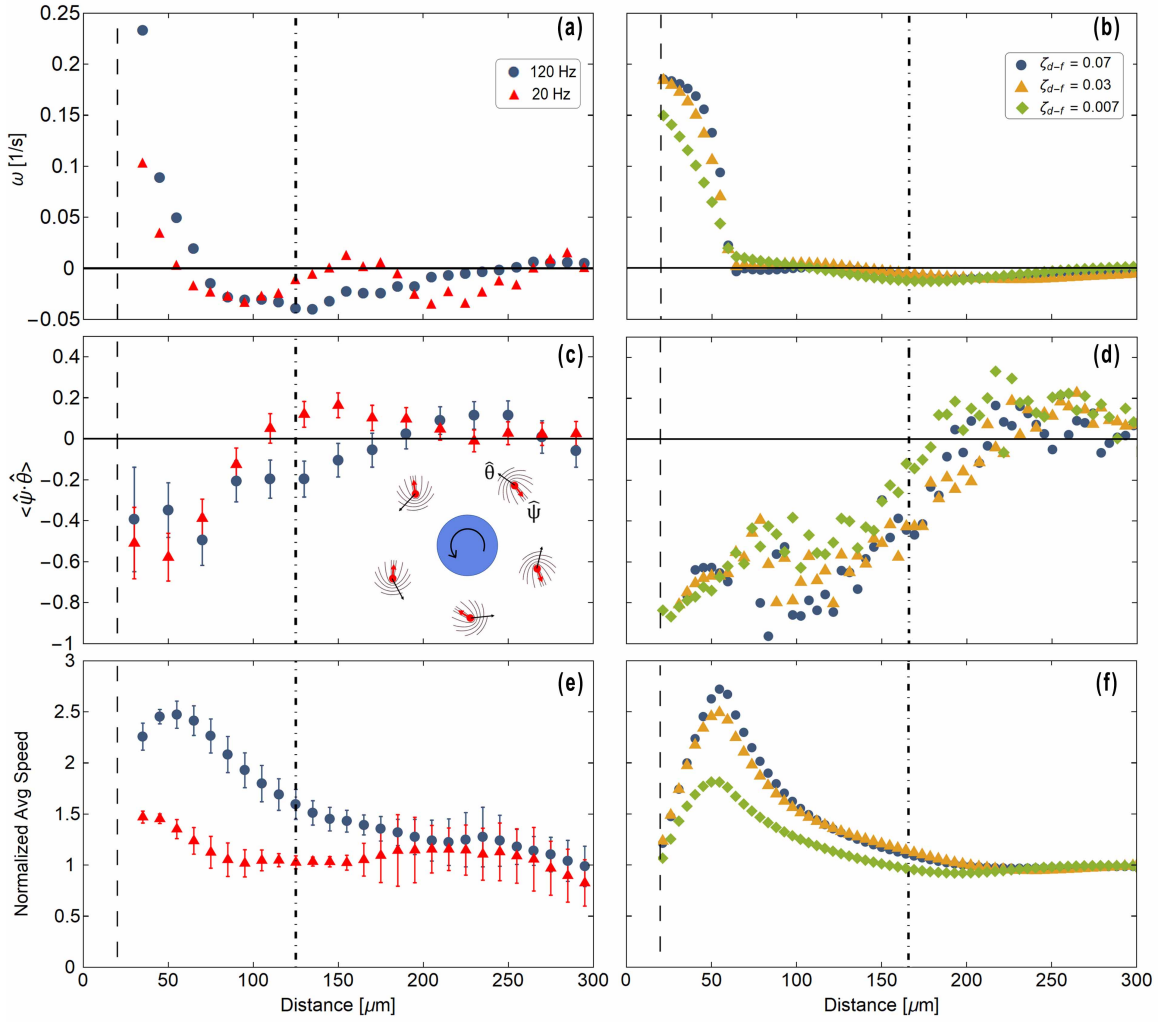 (a)
0.25
0.2
0.15
0.1
0.05
0
−0.05
ω [1/s]
120 Hz
20 Hz
(b)
ζd−f = 0.07
ζd−f = 0.03
ζd−f = 0.007
(c)
0.4
0.2
0
−0.2
−0.4
−0.6
−0.8
−1
<ψ̂·θ̂>
θ̂
ψ̂
(d)
(e)
3
2.5
2
1.5
1
0.5
0
Normalized Avg Speed
0 50 100 150 200 250 300
Distance [μm]
(f)
0 50 100 150 200 250 300
Distance [μm]